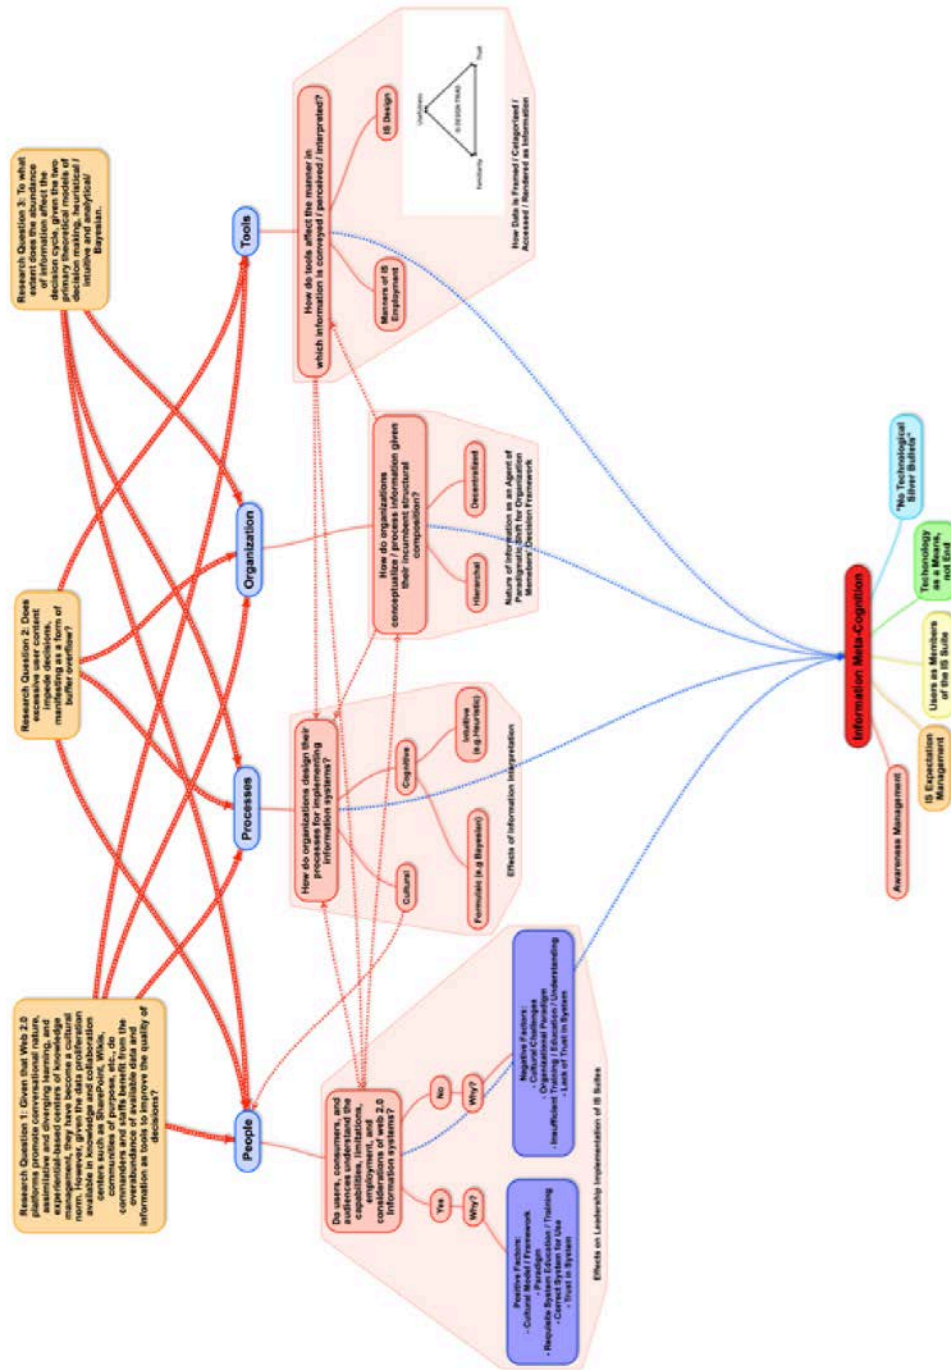 Research Question 1: Given that Web 2.0
platforms promote conversational nature,
assimilative and diverging learning, and
experiential-based centers of knowledge
management, they have become a cultural
norm. However, given the data proliferation
available in knowledge and collaboration
centers such as SharePoint, Wikis,
communities of purposes, etc., do
commanders and staffs benefit from the
overabundance of available data and
information as tools to improve the quality of
decisions?
Research Question 2: Does
excessive user content
impede decisions,
manifesting as a form of
buffer overflow?
Research Question 3: To what
extent does the abundance
of information affect the
decision cycle, given the two
primary theoretical models of
decision making, heuristical /
intuitive and analytical/
Bayesian.
People
Processes
Organization
Tools
Do users, consumers, and
audiences understand the
capabilities, limitations,
employment, and
considerations of web 2.0
information systems?
Yes
No
Why?
Why?
Positive Factors:
- Cultural Model / Framework
- Paradigm
- Requisite System Education / Training
- Correct System for Use
- Trust in System
Negative Factors:
- Cultural Challenges
- Organizational Paradigm
- Insufficient Training / Education / Understanding
- Lack of Trust in System
Effects on Leadership Implementation of IS Suites
How do organizations design their
processes for implementing
information systems?
Cultural
Cognitive
Formulaic (e.g Bayesian)
Intuitive
(e.g.Heuristic)
Effects of Information Interpretation
How do organizations
conceptualize / process information given
their incumbent structural
composition?
Hierarchal
Decentralized
Nature of Information as an Agent of
Paradigmatic Shift for Organization
Memebers' Decision Framework
How do tools affect the manner in
which information is conveyed / perceived / interpreted?
Manners of IS
Employment
IS Design
Usefulness
IS DESIGN TRIAD
Familiarity
Trust
How Data is Framed / Catagorized /
Accessed / Rendered as Information
Information Meta-Cognition
Awareness Management
IS Expectation
Management
Users as Members
of the IS Suite
Techonology
as a Means,
not End
"No Technological
Silver Bullets"